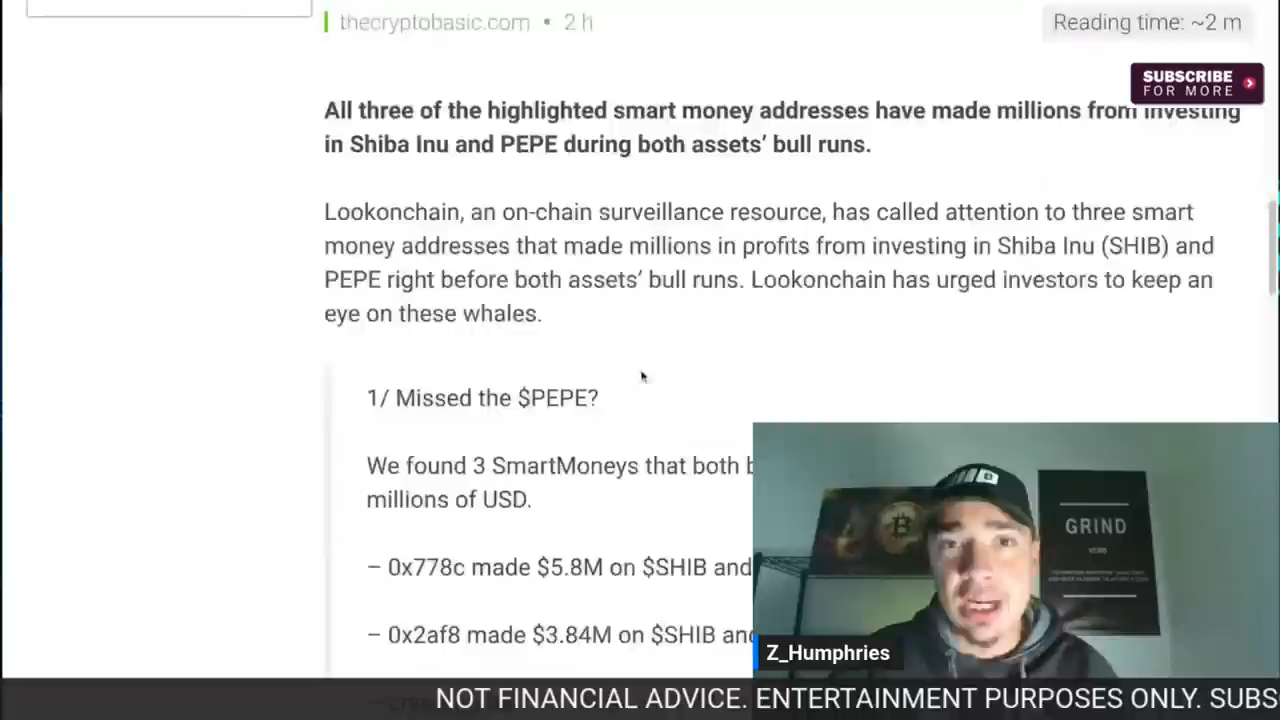 thecryptobasic.com • 2 h
Reading time: ~2 m
SUBSCRIBE
FOR MORE
All three of the highlighted smart money addresses have made millions from investing
in Shiba Inu and PEPE during both assets’ bull runs.
Lookonchain, an on-chain surveillance resource, has called attention to three smart
money addresses that made millions in profits from investing in Shiba Inu (SHIB) and
PEPE right before both assets’ bull runs. Lookonchain has urged investors to keep an
eye on these whales.
1/ Missed the $PEPE?
We found 3 SmartMoneys that both
millions of USD.
– 0x778c made $5.8M on $SHIB and
– 0x2af8 made $3.84M on $SHIB
GRIND
VERB
Z_Humphries
NOT FINANCIAL ADVICE. ENTERTAINMENT PURPOSES ONLY. SUBS